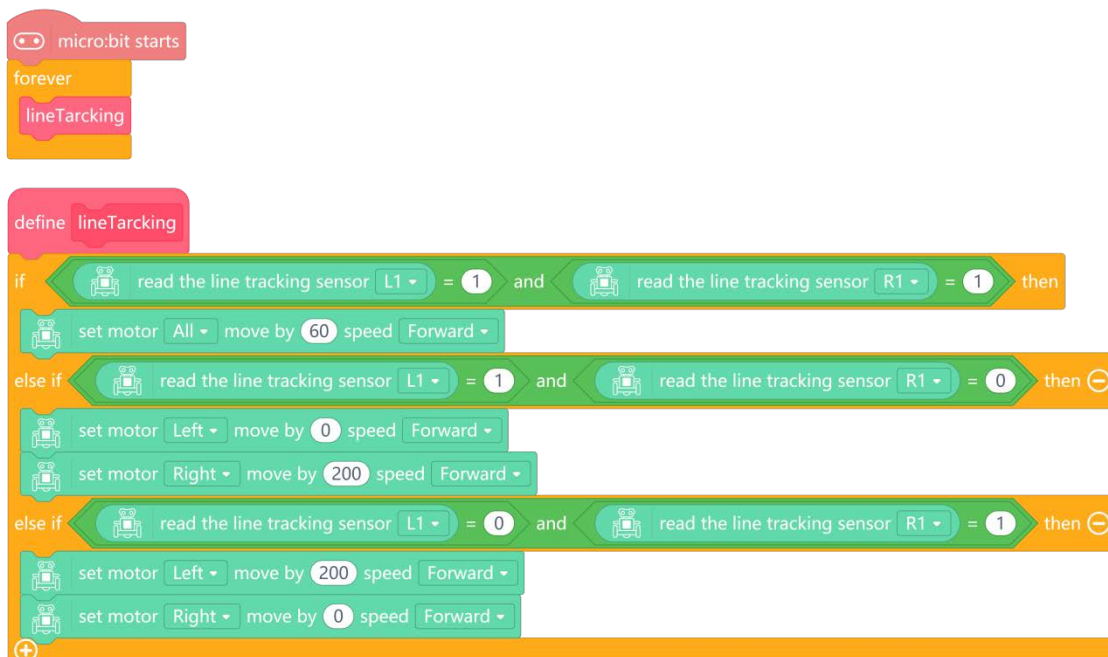 micro:bit starts
forever
lineTarcking
define lineTarcking
if read the line tracking sensor L1 = 1 and read the line tracking sensor R1 = 1 then
set motor All move by 60 speed Forward
else if read the line tracking sensor L1 = 1 and read the line tracking sensor R1 = 0 then
set motor Left move by 0 speed Forward
set motor Right move by 200 speed Forward
else if read the line tracking sensor L1 = 0 and read the line tracking sensor R1 = 1 then
set motor Left move by 200 speed Forward
set motor Right move by 0 speed Forward